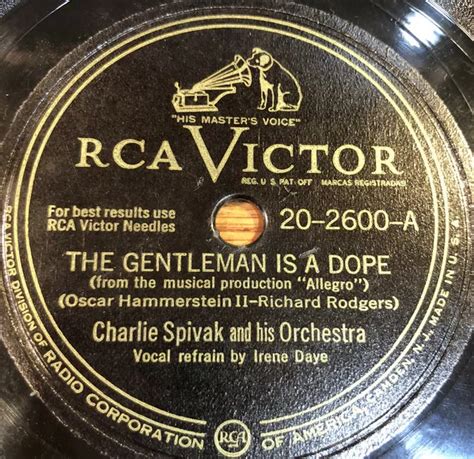 "HIS MASTER'S VOICE"
RCA VICTOR
REG. U. S. PAT. OFF. MARCAS REGISTRADAS
For best results use
RCA Victor Needles
20-2600-A
THE GENTLEMAN IS A DOPE
(from the musical production "Allegro")
(Oscar Hammerstein II-Richard Rodgers)
Charlie Spivak and his Orchestra
Vocal refrain by Irene Daye
RCA VICTOR DIVISION OF RADIO CORPORATION OF AMERICA, CAMDEN, N. J., MADE IN U. S. A.
RCA